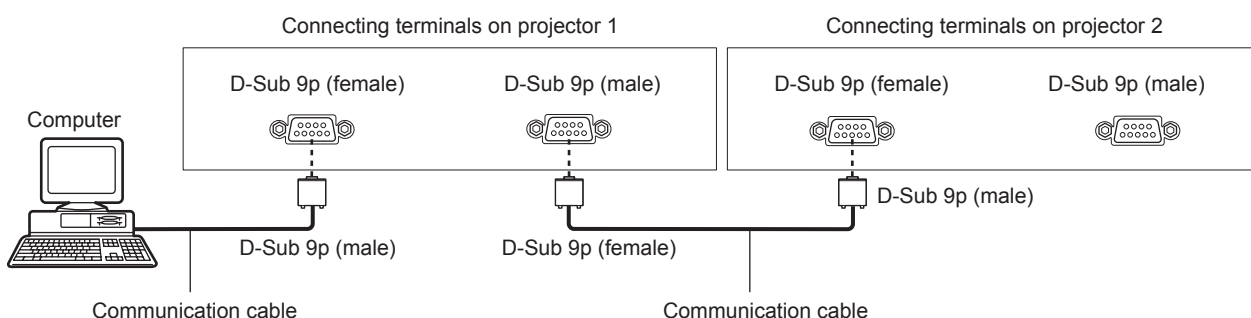 Connecting terminals on projector 1
Connecting terminals on projector 2
D-Sub 9p (female)
D-Sub 9p (male)
D-Sub 9p (female)
D-Sub 9p (male)
Computer
D-Sub 9p (male)
D-Sub 9p (male)
D-Sub 9p (female)
Communication cable
Communication cable